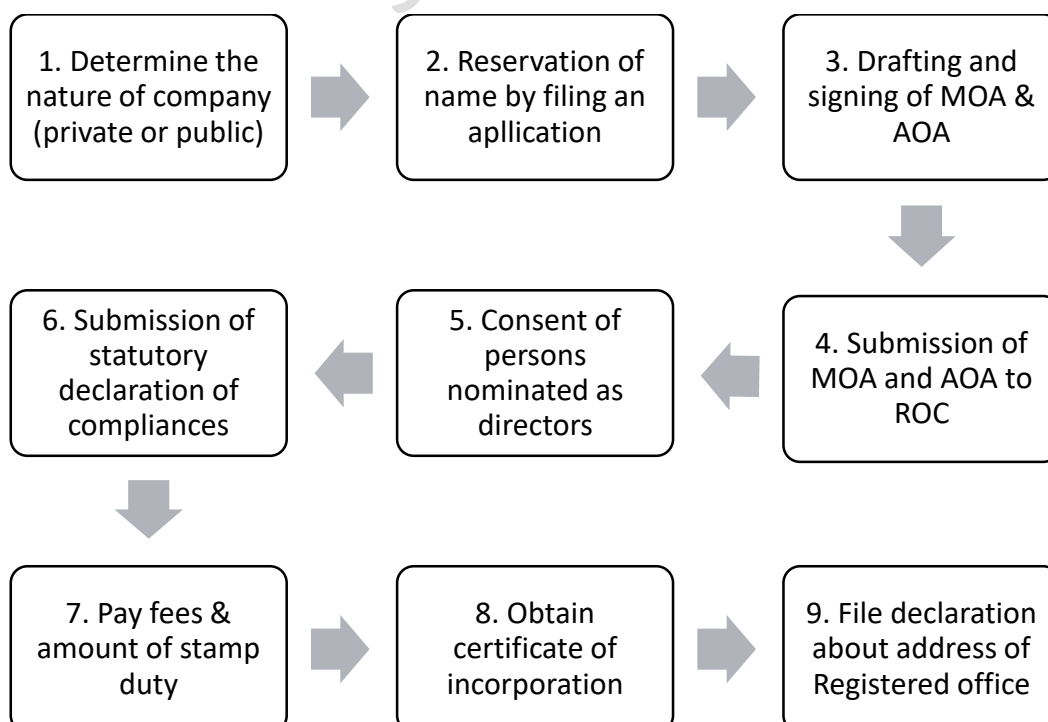 1. Determine the
nature of company
(private or public)
2. Reservation of
name by filing an
apllication
3. Drafting and
signing of MOA &
AOA
4. Submission of
MOA and AOA to
ROC
5. Consent of
persons
nominated as
directors
6. Submission of
statutory
declaration of
compliances
7. Pay fees &
amount of stamp
duty
8. Obtain
certificate of
incorporation
9. File declaration
about address of
Registered office